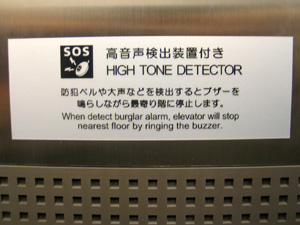 SOS
高音声検出装置付き
HIGH TONE DETECTOR
防犯ベルや大声などを検出するとブザーを
鳴らしながら最寄り階に停止します。
When detect burglar alarm, elevator will stop
nearest floor by ringing the buzzer.